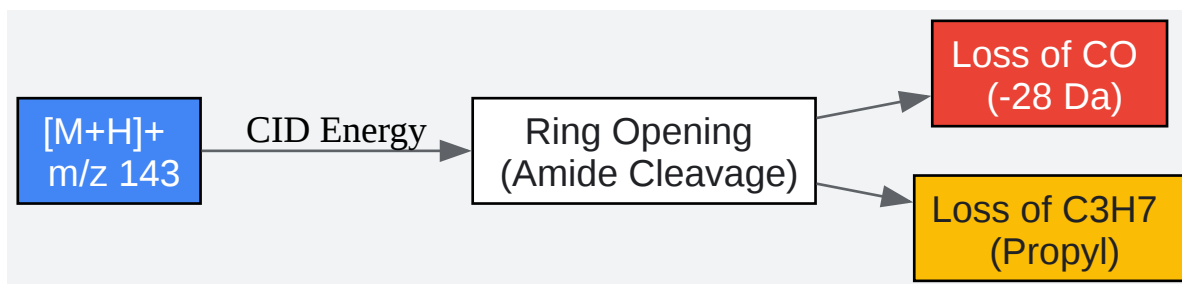 [M+H]+
m/z 143
CID Energy
Ring Opening
(Amide Cleavage)
Loss of CO
(-28 Da)
Loss of C3H7
(Propyl)